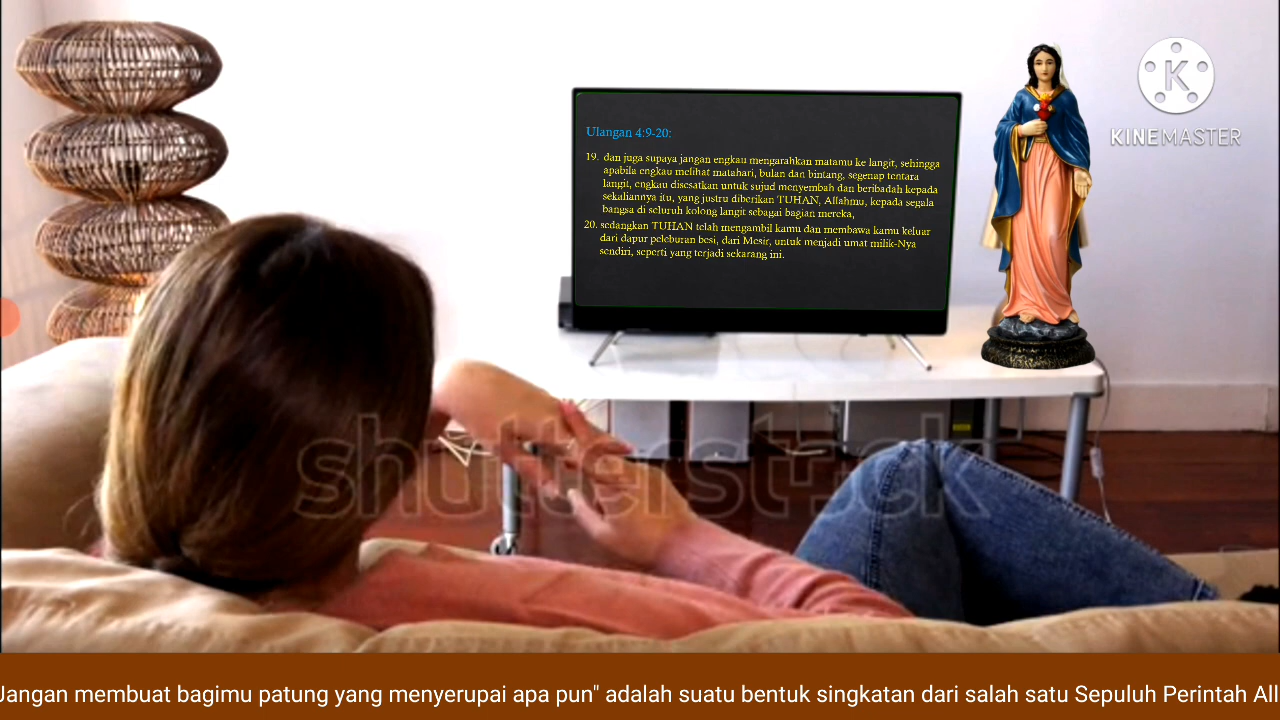 K
KINEMASTER
Ulangan 4:9-20:
19. dan juga supaya jangan engkau mengarahkan matamu ke langit, sehingga
apabila engkau melihat matahari, bulan dan bintang, segenap tentara
langit, engkau disesatkan untuk sujud menyembah dan beribadah kepada
sekaliannya itu, yang justru diberikan TUHAN, Allahmu, kepada segala
bangsa di seluruh kolong langit sebagai bagian mereka,
20. sedangkan TUHAN telah mengambil kamu dan membawa kamu keluar
dari dapur peleburan besi, dari Mesir, untuk menjadi umat milik-Nya
sendiri, seperti yang terjadi sekarang ini.
shutterstock
Jangan membuat bagimu patung yang menyerupai apa pun" adalah suatu bentuk singkatan dari salah satu Sepuluh Perintah All